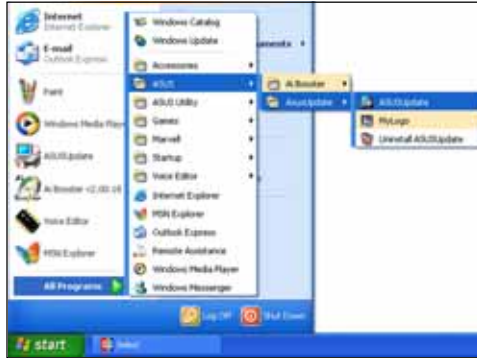 Internet
Internet Explorer
E-mail
Outlook Express
Paint
Windows Media Player
ASUSUpdate
Ai Booster v2.00.16
Voice Editor
MSN Explorer
All Programs
Windows Catalog
Windows Update
Accessories
ASUS
ASUS Utility
Games
Marvell
Startup
Voice Editor
Internet Explorer
MSN Explorer
Outlook Express
Remote Assistance
Windows Media Player
Windows Messenger
Ai Booster
AsusUpdate
ASUSUpdate
MyLogo
Uninstall ASUSUpdate
Log Off
Shut Down
start